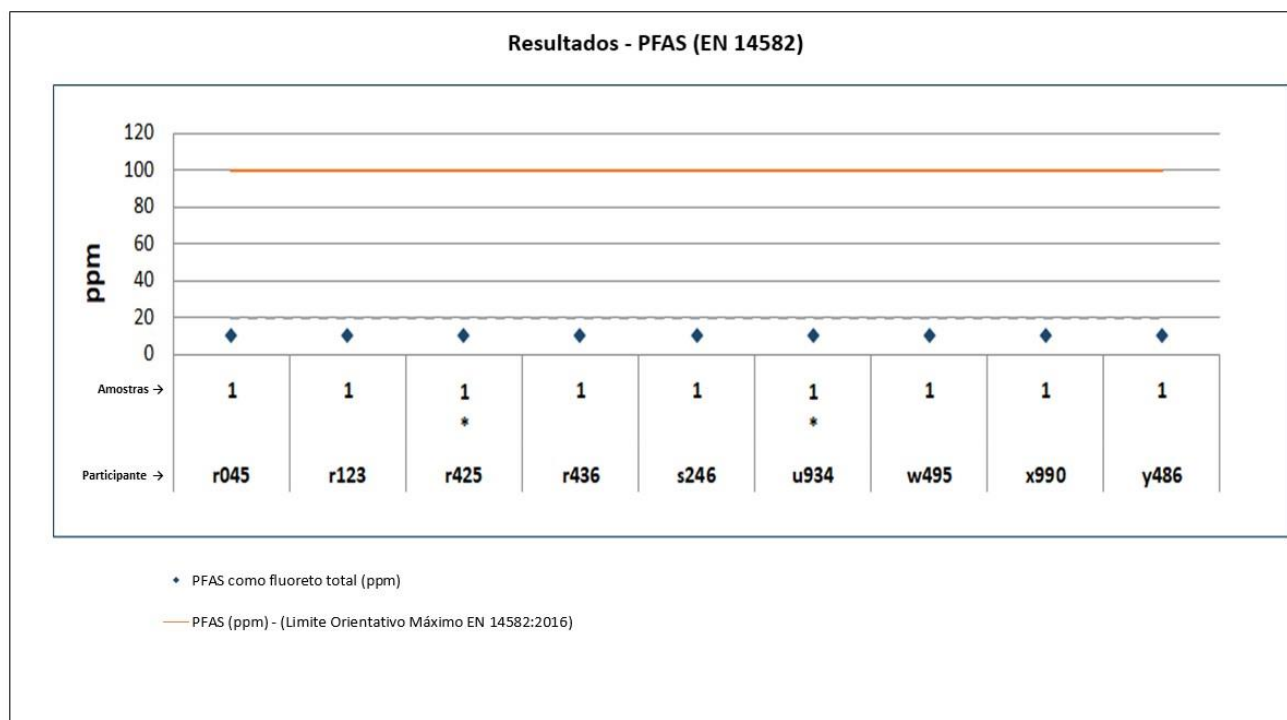 Resultados - PFAS (EN 14582)
120
100
80
60
40
20
0
ppm
Amostras → 1 1 1 1 1 1 1 1 1
* *
Participante → r045 r123 r425 r436 s246 u934 w495 x990 y486
PFAS como fluoreto total (ppm)
PFAS (ppm) - (Limite Orientativo Máximo EN 14582:2016)